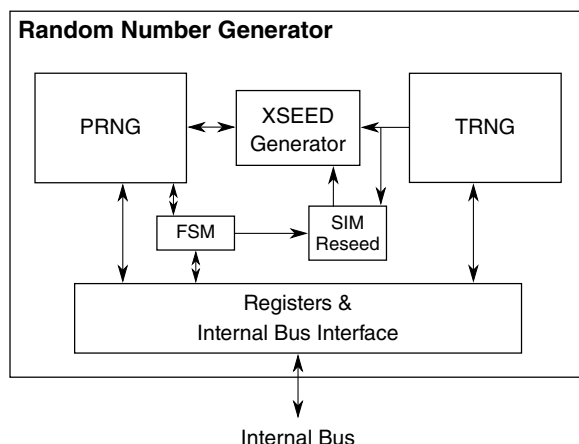 Random Number Generator
PRNG
XSEED
Generator
TRNG
FSM
SIM
Reseed
Registers &
Internal Bus Interface
Internal Bus